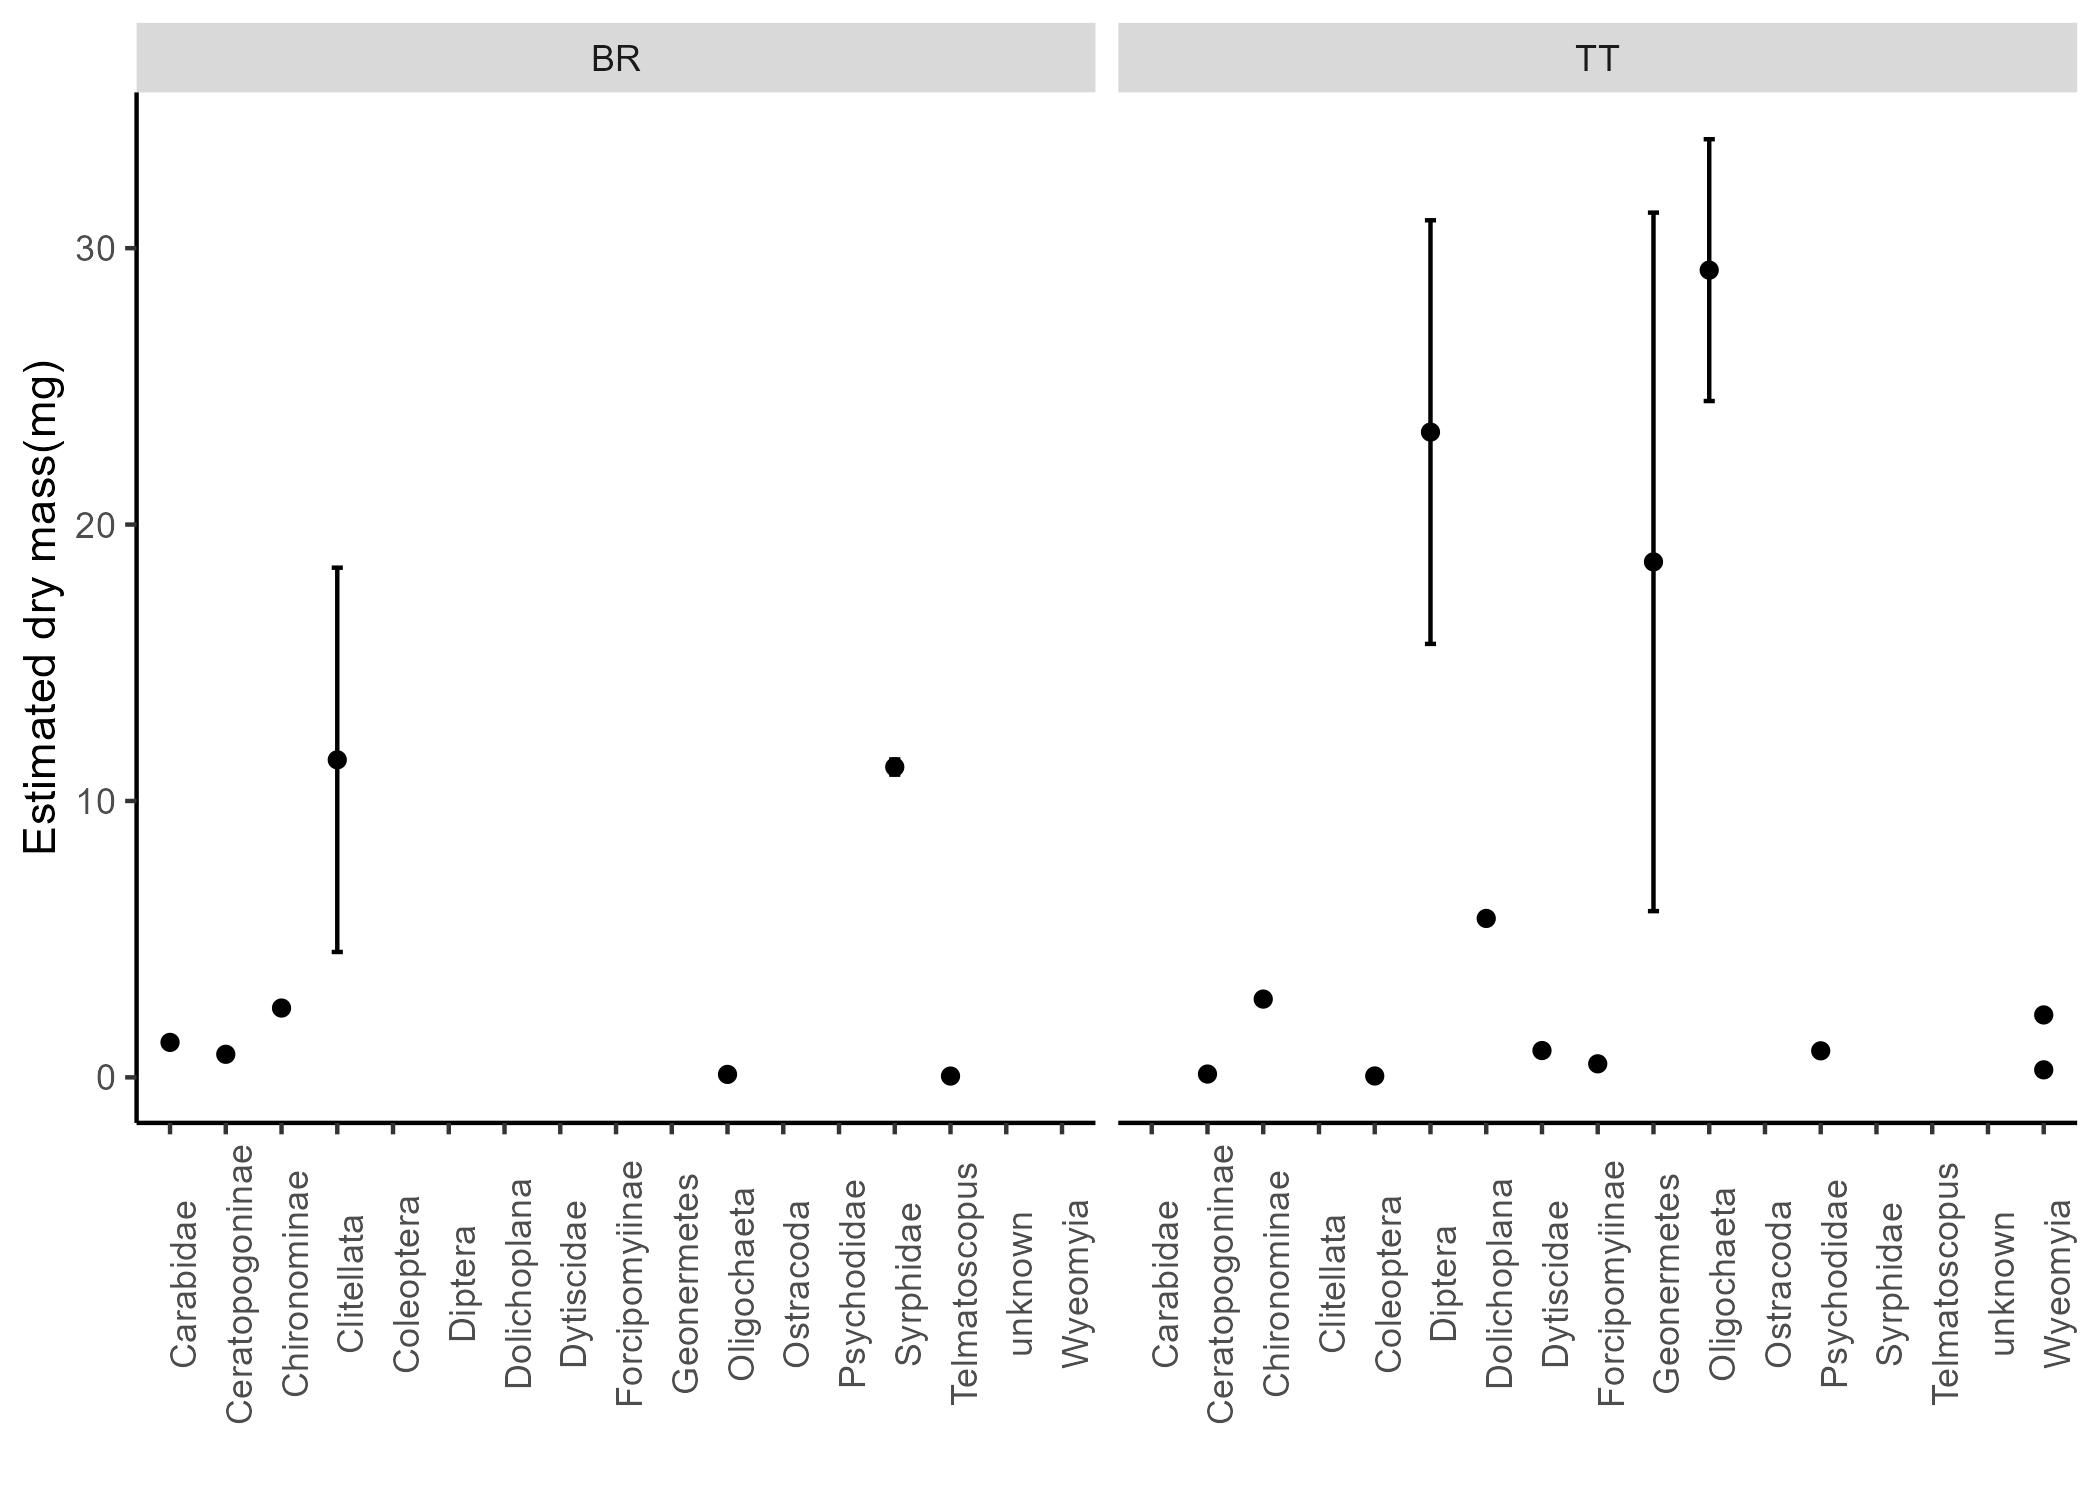 BR
TT
Estimated dry mass(mg)
30
20
10
0
Carabidae
Ceratopogoninae
Chironominae
Clitellata
Coleoptera
Diptera
Dolichoplana
Dytiscidae
Forcipomyiinae
Geonermetes
Oligochaeta
Ostracoda
Psychodidae
Syrphidae
Telmatoscopus
unknown
Wyeomyia
Carabidae
Ceratopogoninae
Chironominae
Clitellata
Coleoptera
Diptera
Dolichoplana
Dytiscidae
Forcipomyiinae
Geonermetes
Oligochaeta
Ostracoda
Psychodidae
Syrphidae
Telmatoscopus
unknown
Wyeomyia